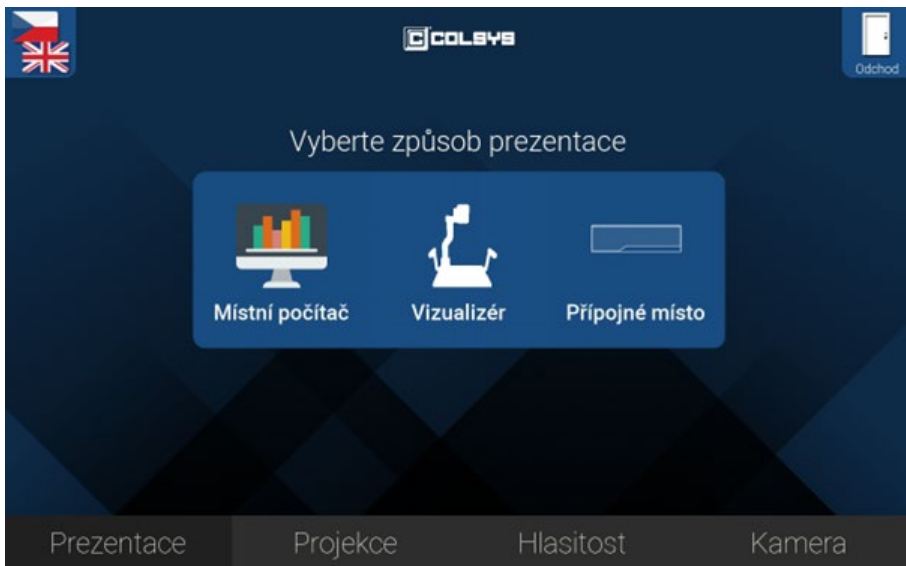 COLSYS
Odchod
Vyberte způsob prezentace
Místní počítač Vizualizér Přípojné místo
Prezentace Projekce Hlasitost Kamera